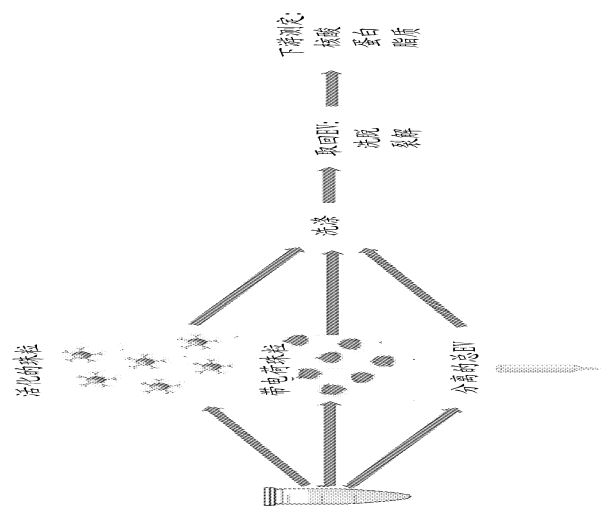 活化的珠粒
带电荷珠粒
分离的总EV
洗涤
取回EV:
洗脱
裂解
下游测定:
核酸
蛋白
脂质